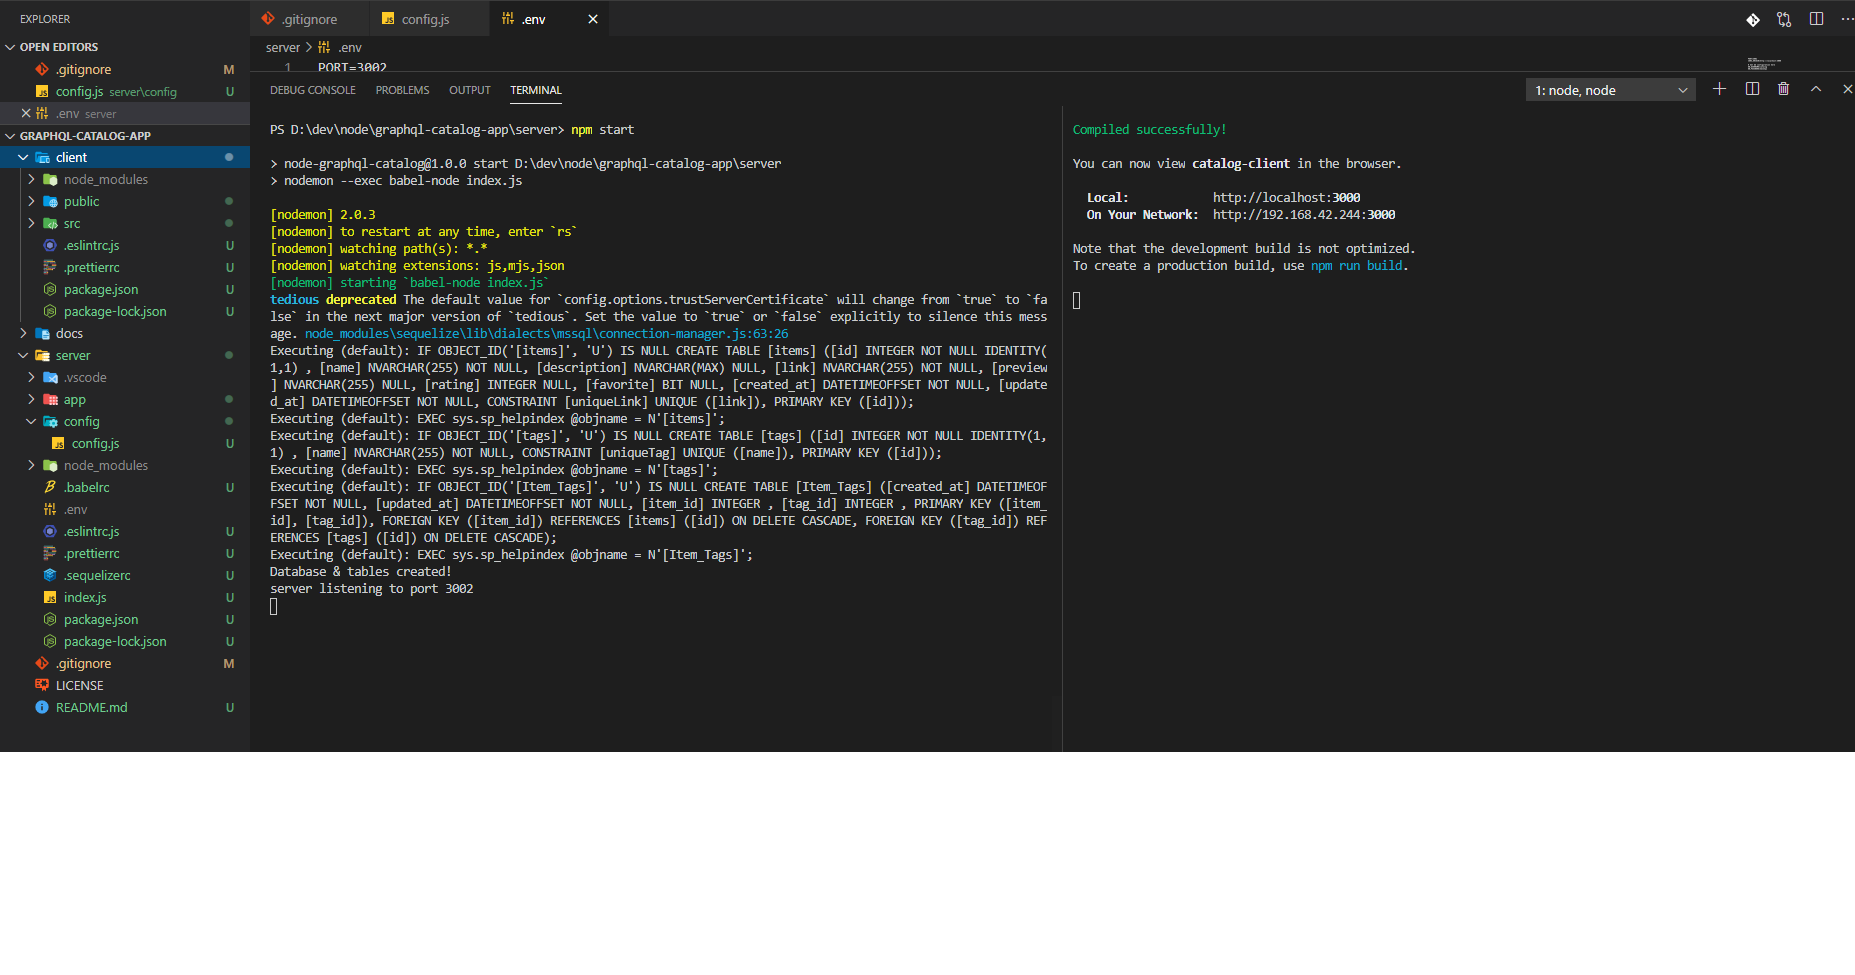 EXPLORER
OPEN EDITORS
.gitignore M
config.js server\config U
.env server
GRAPHQL-CATALOG-APP
client
node_modules
public
src
.eslintrc.js U
.prettierrc U
package.json U
package-lock.json U
docs
server
.vscode
app
config
config.js U
node_modules
.babelrc U
.env
.eslintrc.js U
.prettierrc U
.sequelizerc U
index.js U
package.json U
package-lock.json U
.gitignore M
LICENSE
README.md U
.gitignore config.js .env
server > .env
1 PORT=3002
DEBUG CONSOLE PROBLEMS OUTPUT TERMINAL
1: node, node
PS D:\dev\node\graphql-catalog-app\server> npm start
> node-graphql-catalog@1.0.0 start D:\dev\node\graphql-catalog-app\server
> nodemon --exec babel-node index.js
[nodemon] 2.0.3
[nodemon] to restart at any time, enter `rs`
[nodemon] watching path(s): *.*
[nodemon] watching extensions: js,mjs,json
[nodemon] starting `babel-node index.js`
tedious deprecated The default value for `config.options.trustServerCertificate` will change from `true` to `fa
lse` in the next major version of `tedious`. Set the value to `true` or `false` explicitly to silence this mess
age. node_modules\sequelize\lib\dialects\mssql\connection-manager.js:63:26
Executing (default): IF OBJECT_ID('[items]', 'U') IS NULL CREATE TABLE [items] ([id] INTEGER NOT NULL IDENTITY(
1,1) , [name] NVARCHAR(255) NOT NULL, [description] NVARCHAR(MAX) NULL, [link] NVARCHAR(255) NOT NULL, [preview
] NVARCHAR(255) NULL, [rating] INTEGER NULL, [favorite] BIT NULL, [created_at] DATETIMEOFFSET NOT NULL, [update
d_at] DATETIMEOFFSET NOT NULL, CONSTRAINT [uniqueLink] UNIQUE ([link]), PRIMARY KEY ([id]));
Executing (default): EXEC sys.sp_helpindex @objname = N'[items]';
Executing (default): IF OBJECT_ID('[tags]', 'U') IS NULL CREATE TABLE [tags] ([id] INTEGER NOT NULL IDENTITY(1,
1) , [name] NVARCHAR(255) NOT NULL, CONSTRAINT [uniqueTag] UNIQUE ([name]), PRIMARY KEY ([id]));
Executing (default): EXEC sys.sp_helpindex @objname = N'[tags]';
Executing (default): IF OBJECT_ID('[Item_Tags]', 'U') IS NULL CREATE TABLE [Item_Tags] ([created_at] DATETIMEOF
FSET NOT NULL, [updated_at] DATETIMEOFFSET NOT NULL, [item_id] INTEGER , [tag_id] INTEGER , PRIMARY KEY ([item_
id], [tag_id]), FOREIGN KEY ([item_id]) REFERENCES [items] ([id]) ON DELETE CASCADE, FOREIGN KEY ([tag_id]) REF
ERENCES [tags] ([id]) ON DELETE CASCADE);
Executing (default): EXEC sys.sp_helpindex @objname = N'[Item_Tags]';
Database & tables created!
server listening to port 3002
Compiled successfully!
You can now view catalog-client in the browser.
Local: http://localhost:3000
On Your Network: http://192.168.42.244:3000
Note that the development build is not optimized.
To create a production build, use npm run build.